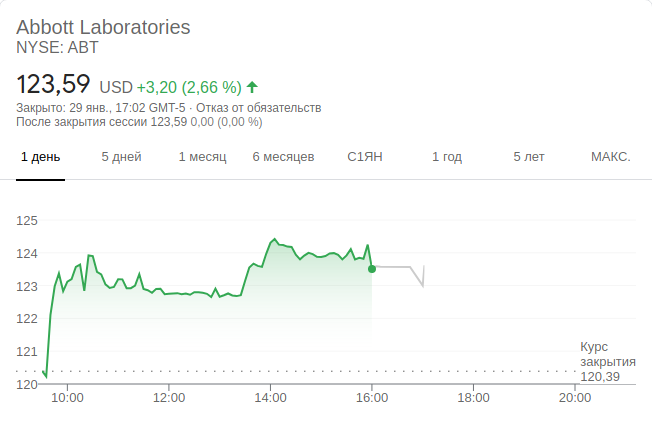 Abbott Laboratories
NYSE: ABT
123,59 USD +3,20 (2,66 %)
Закрыто: 29 янв., 17:02 GMT-5 · Отказ от обязательств
После закрытия сессии 123,59 0,00 (0,00 %)
1 день 5 дней 1 месяц 6 месяцев С1ЯН 1 год 5 лет МАКС.
125
124
123
122
121
Курс
закрытия
120,39
120
10:00 12:00 14:00 16:00 18:00 20:00